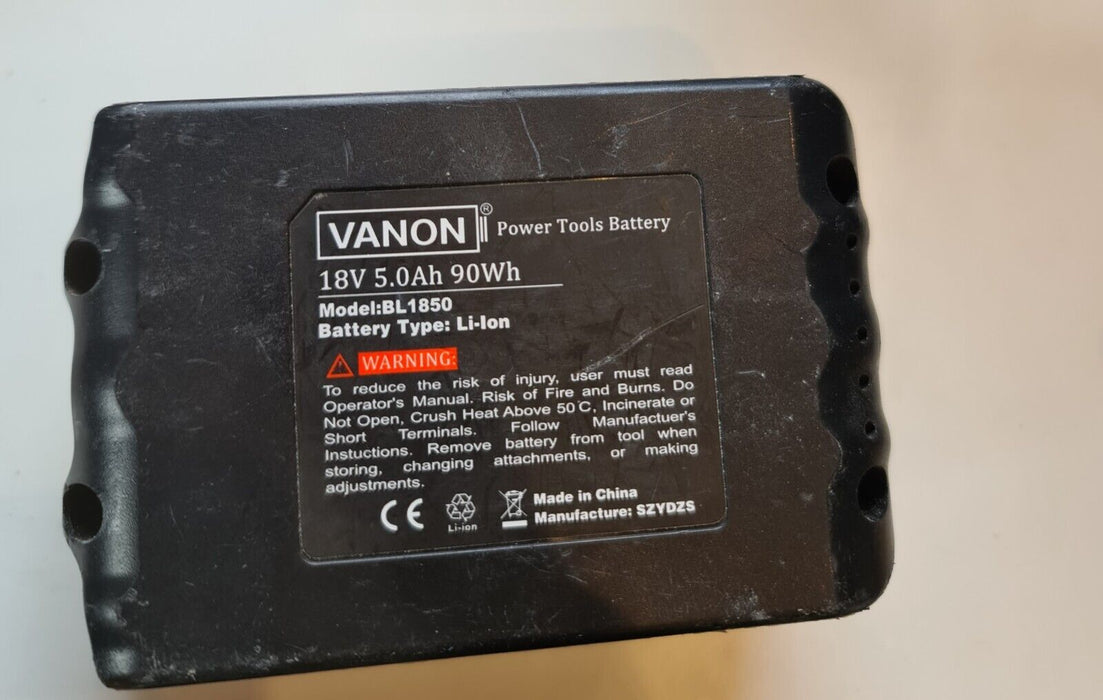 VANON® Power Tools Battery
18V 5.0Ah 90Wh
Model:BL1850
Battery Type: Li-Ion
WARNING:
To reduce the risk of injury, user must read
Operator's Manual. Risk of Fire and Burns. Do
Not Open, Crush Heat Above 50℃, Incinerate or
Short Terminals. Follow Manufactuer's
Instuctions. Remove battery from tool when
storing, changing attachments, or making
adjustments.
CE Li-ion Made in China
Manufacture: SZYDZS